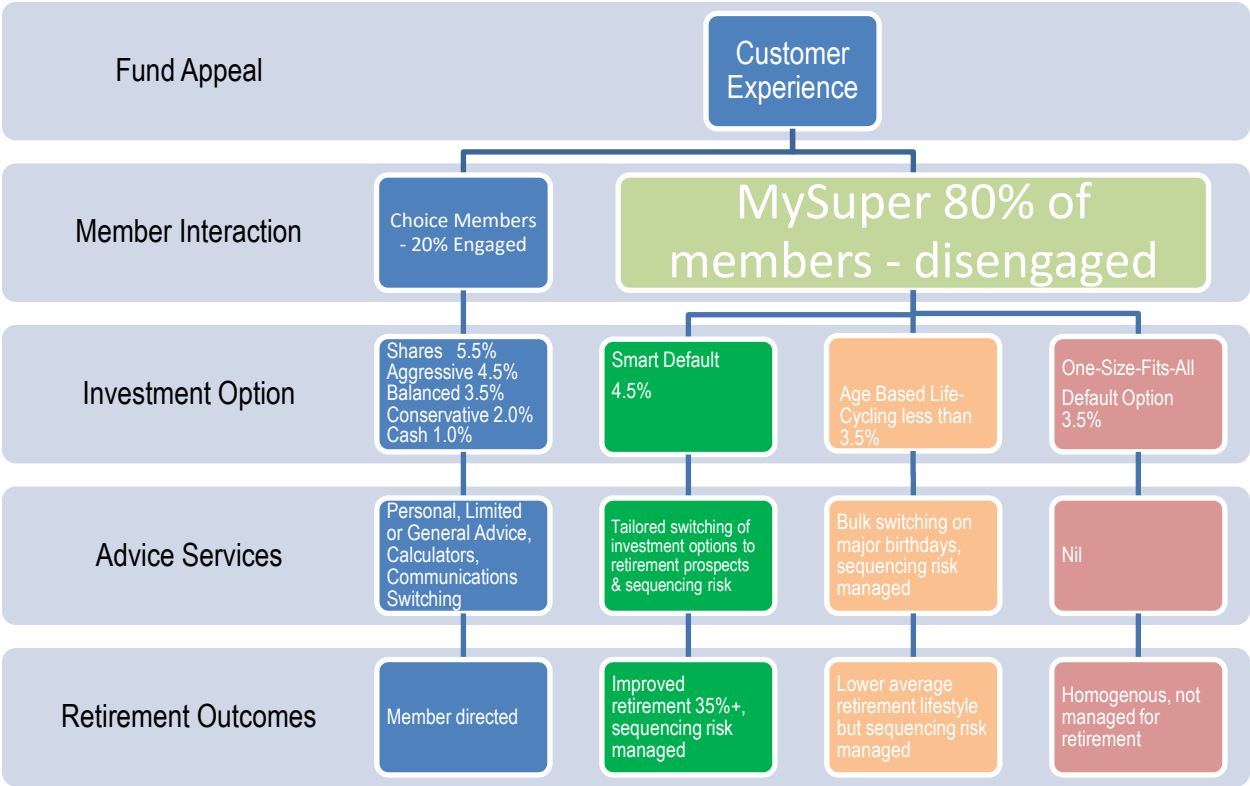 Fund Appeal
Customer
Experience
Member Interaction
Choice Members
- 20% Engaged
MySuper 80% of
members - disengaged
Investment Option
Shares 5.5%
Aggressive 4.5%
Balanced 3.5%
Conservative 2.0%
Cash 1.0%
Smart Default
4.5%
Age Based Life-
Cycling less than
3.5%
One-Size-Fits-All
Default Option
3.5%
Advice Services
Personal, Limited
or General Advice,
Calculators,
Communications
Switching
Tailored switching of
investment options to
retirement prospects
& sequencing risk
Bulk switching on
major birthdays,
sequencing risk
managed
Nil
Retirement Outcomes
Member directed
Improved
retirement 35%+,
sequencing risk
managed
Lower average
retirement lifestyle
but sequencing risk
managed
Homogenous, not
managed for
retirement